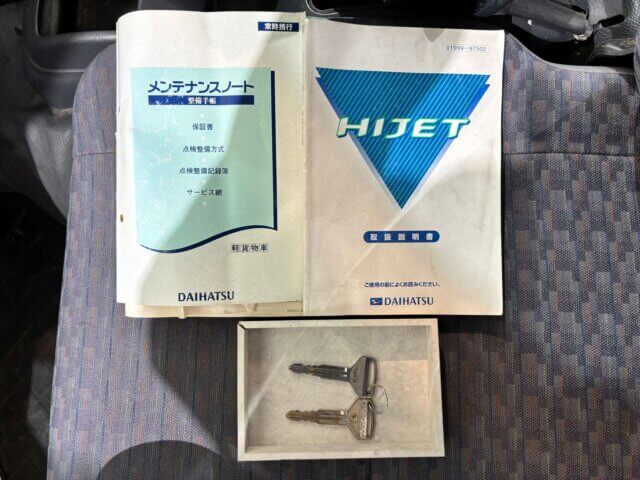 常時携行
メンテナンスノート
整備手帳
保証書
点検整備方式
点検整備記録簿
サービス網
軽貨物車
DAIHATSU
01999-97502
HIJET
取扱説明書
ご使用の前によくお読みください。
DAIHATSU